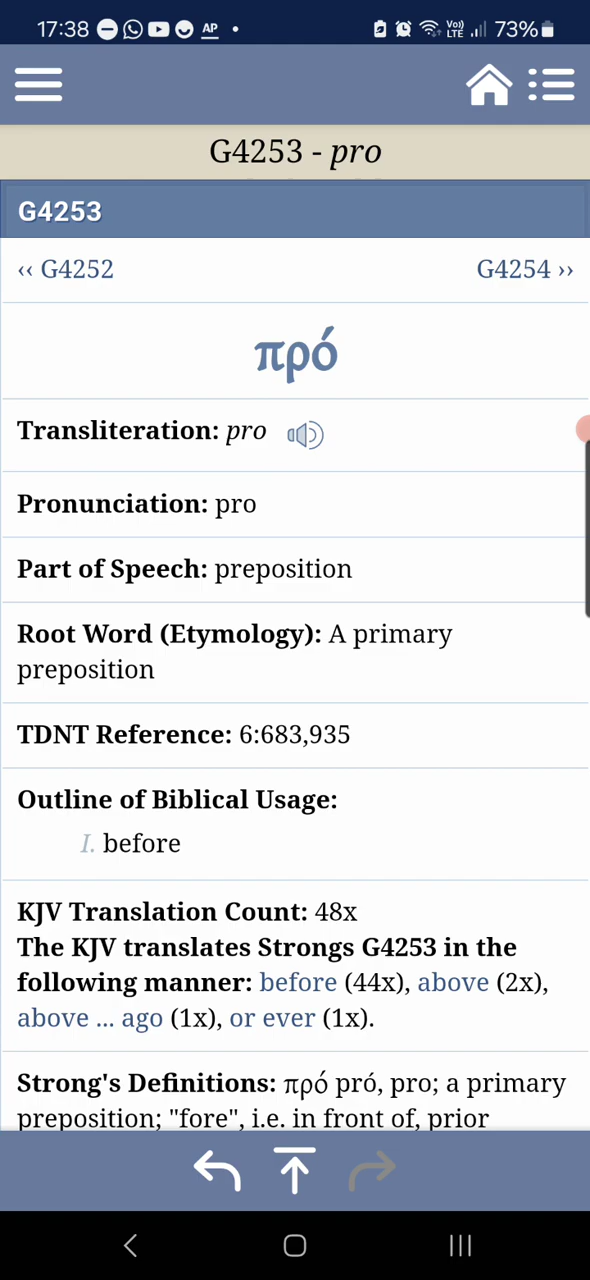 17:38 AP Vo)) LTE 73%
G4253 - pro
G4253
‹‹ G4252 G4254 ››
πρό
Transliteration: pro
Pronunciation: pro
Part of Speech: preposition
Root Word (Etymology): A primary
preposition
TDNT Reference: 6:683,935
Outline of Biblical Usage:
I. before
KJV Translation Count: 48x
The KJV translates Strongs G4253 in the
following manner: before (44x), above (2x),
above ... ago (1x), or ever (1x).
Strong's Definitions: πρό pró, pro; a primary
preposition; "fore", i.e. in front of, prior